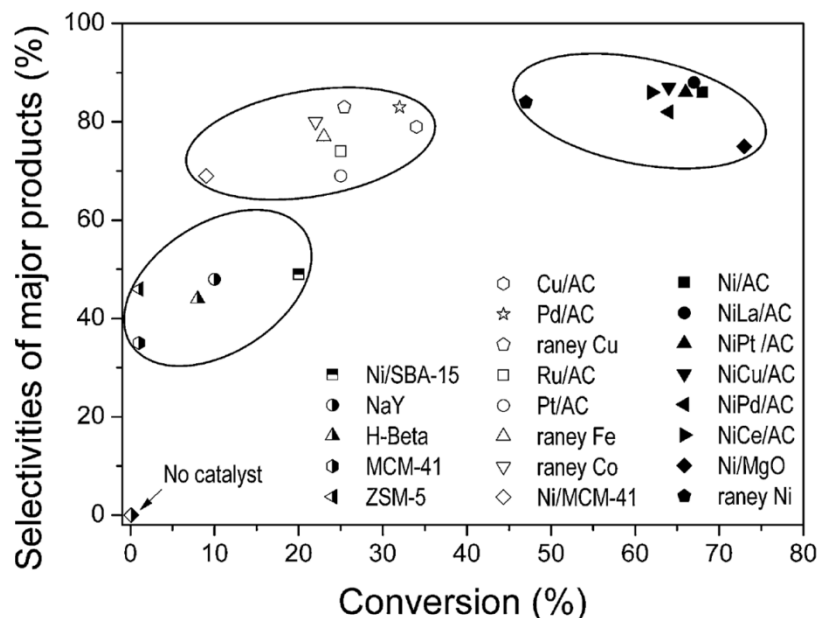 Selectivities of major products (%)
100
80
60
40
20
0
No catalyst
Ni/SBA-15
NaY
H-Beta
MCM-41
ZSM-5
Cu/AC
Pd/AC
raney Cu
Ru/AC
Pt/AC
raney Fe
raney Co
Ni/MCM-41
Ni/AC
NiLa/AC
NiPt /AC
NiCu/AC
NiPd/AC
NiCe/AC
Ni/MgO
raney Ni
0 10 20 30 40 50 60 70 80
Conversion (%)